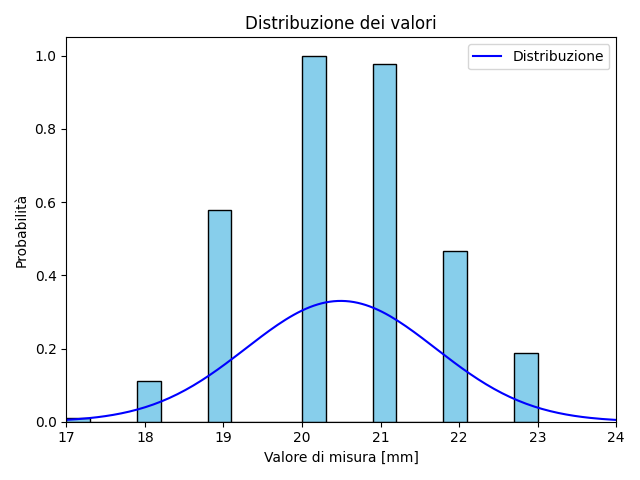 Distribuzione dei valori
Distribuzione
Probabilità
1.0
0.8
0.6
0.4
0.2
0.0
17 18 19 20 21 22 23 24
Valore di misura [mm]